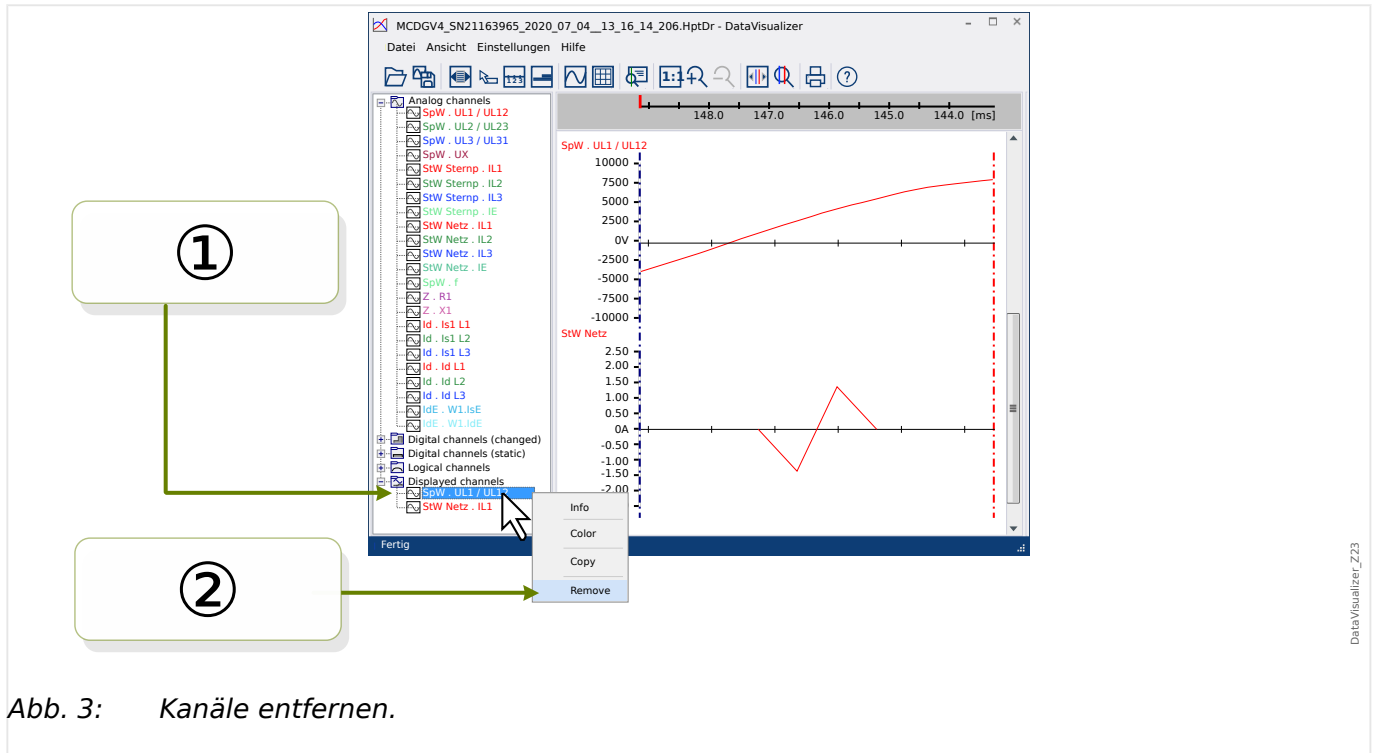 MCDGV4_SN21163965_2020_07_04__13_16_14_206.HptDr - DataVisualizer
Datei Ansicht Einstellungen Hilfe
1 2 3
1:1
Analog channels
SpW . UL1 / UL12
SpW . UL2 / UL23
SpW . UL3 / UL31
SpW . UX
StW Sternp . IL1
StW Sternp . IL2
StW Sternp . IL3
StW Sternp . IE
StW Netz . IL1
StW Netz . IL2
StW Netz . IL3
StW Netz . IE
SpW . f
Z . R1
Z . X1
Id . Is1 L1
Id . Is1 L2
Id . Is1 L3
Id . Id L1
Id . Id L2
Id . Id L3
IdE . W1.IsE
IdE . W1.IdE
Digital channels (changed)
Digital channels (static)
Logical channels
Displayed channels
SpW . UL1 / UL12
StW Netz . IL1
148.0 147.0 146.0 145.0 144.0 [ms]
SpW . UL1 / UL12
10000
7500
5000
2500
0V
-2500
-5000
-7500
-10000
StW Netz
2.50
2.00
1.50
1.00
0.50
0A
-0.50
-1.00
-1.50
-2.00
Info
Color
Copy
Remove
Fertig
①
②
DataVisualizer_Z23
Abb. 3: Kanäle entfernen.